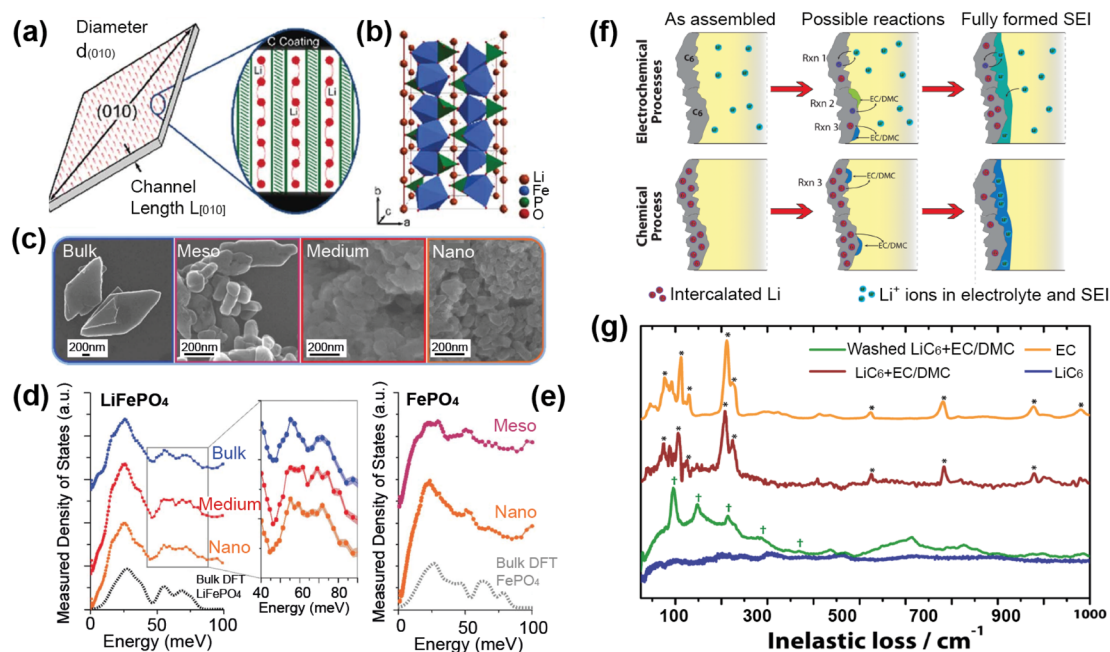 (a)
Diameter
d(010)
(010)
Channel
Length L[010]
C Coating
Li
Li
Li
(b)
b
c
a
Li
Fe
P
O
(c)
Bulk
200nm
Meso
200nm
Medium
200nm
Nano
200nm
(d)
LiFePO4
Measured Density of States (a.u.)
Bulk
Medium
Nano
Bulk DFT
LiFePO4
0
50
100
Energy (meV)
40 60 80
Energy (meV)
(e)
FePO4
Measured Density of States (a.u.)
Meso
Nano
Bulk DFT
FePO4
0
50
100
Energy (meV)
(f)
As assembled
Possible reactions
Fully formed SEI
Electrochemical
Processes
C6
C6
Rxn 1
Rxn 2
EC/DMC
Rxn 3
EC/DMC
Chemical
Process
Rxn 3
EC/DMC
EC/DMC
Intercalated Li
Li+ ions in electrolyte and SEI
(g)
Washed LiC6+EC/DMC
EC
LiC6+EC/DMC
LiC6
* * * * * * * * *
* * * * * * * *
† † † † †
100 200 300 400 500 600 700 800 900 1000
Inelastic loss / cm-1